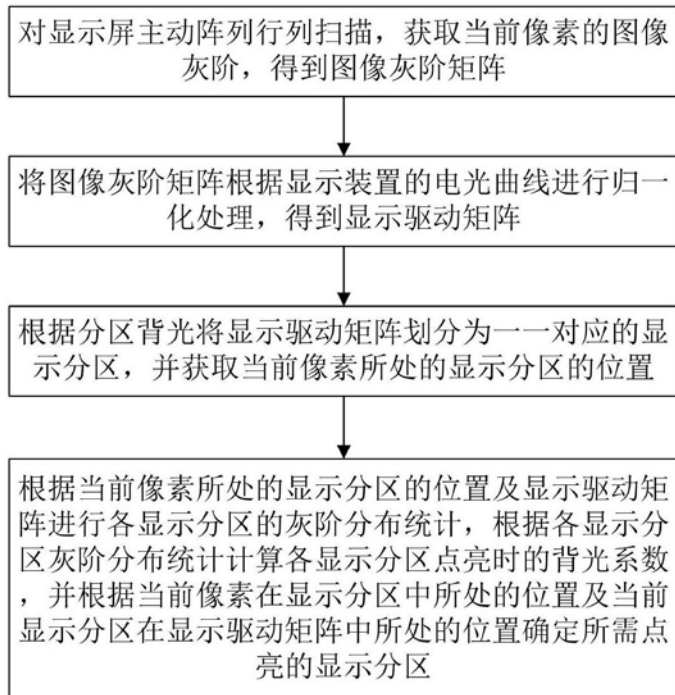 对显示屏主动阵列行列扫描，获取当前像素的图像
灰阶，得到图像灰阶矩阵
将图像灰阶矩阵根据显示装置的电光曲线进行归一
化处理，得到显示驱动矩阵
根据分区背光将显示驱动矩阵划分为一一对应的显
示分区，并获取当前像素所处的显示分区的位置
根据当前像素所处的显示分区的位置及显示驱动矩
阵进行各显示分区的灰阶分布统计，根据各显示分
区灰阶分布统计计算各显示分区点亮时的背光系数
，并根据当前像素在显示分区中所处的位置及当前
显示分区在显示驱动矩阵中所处的位置确定所需点
亮的显示分区